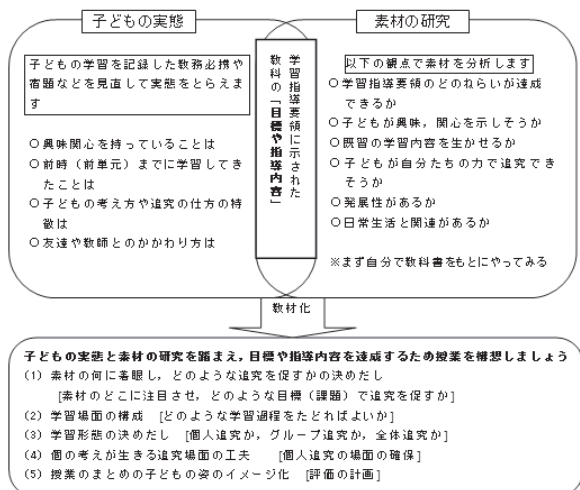 子どもの実態
子どもの学習を記録した教務必携や
宿題などを見直して実態をとらえま
す
○興味関心を持っていることは
○前時（前単元）までに学習してき
たことは
○子どもの考え方や追究の仕方の特
徴は
○友達や教師とのかかわり方は
学習指導要領に示された
教科の「目標や指導内容」
素材の研究
以下の観点で素材を分析します
○学習指導要領のどのねらいが達成
できるか
○子どもが興味，関心を示しそうか
○既習の学習内容を生かせるか
○子どもが自分たちの力で追究でき
そうか
○発展性があるか
○日常生活と関連があるか
※まず自分で教科書をもとにやってみる
教材化
子どもの実態と素材の研究を踏まえ，目標や指導内容を達成するため授業を構想しましょう
(1) 素材の何に着眼し，どのような追究を促すかの決めだし
[素材のどこに注目させ，どのような目標（課題）で追究を促すか]
(2) 学習場面の構成 [どのような学習過程をたどればよいか]
(3) 学習形態の決めだし [個人追究か，グループ追究か，全体追究か]
(4) 個の考えが生きる追究場面の工夫 [個人追究の場面の確保]
(5) 授業のまとめの子どもの姿のイメージ化 [評価の計画]